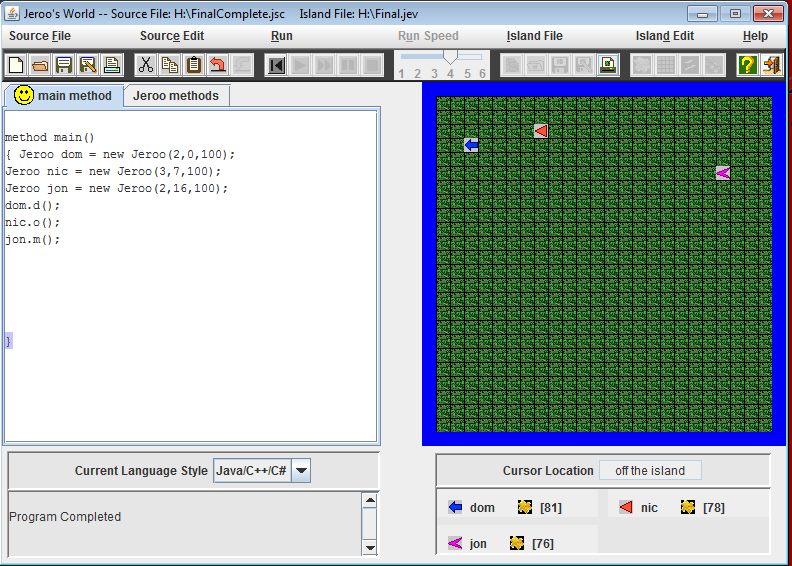 Jeroo's World -- Source File: H:\FinalComplete.jsc Island File: H:\Final.jev
Source File Source Edit Run Run Speed Island File Island Edit Help
1 2 3 4 5 6
main method Jeroo methods
method main()
{ Jeroo dom = new Jeroo(2,0,100);
Jeroo nic = new Jeroo(3,7,100);
Jeroo jon = new Jeroo(2,16,100);
dom.d();
nic.o();
jon.m();
}
Current Language Style Java/C++/C#
Program Completed
Cursor Location off the island
dom [81] nic [78]
jon [76]